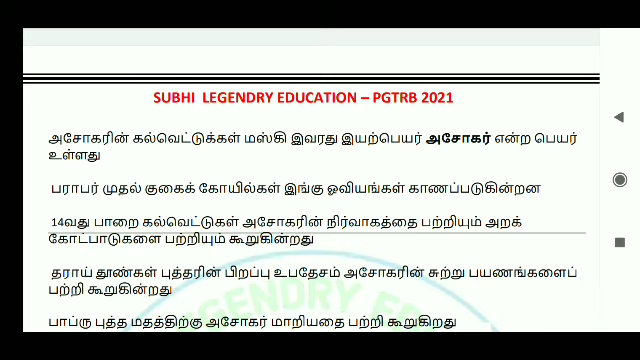 SUBHI LEGENDRY EDUCATION – PGTRB 2021
அசோகரின் கல்வெட்டுக்கள் மஸ்கி இவரது இயற்பெயர் அசோகர் என்ற பெயர்
உள்ளது
பராபர் முதல் குகைக் கோயில்கள் இங்கு ஓவியங்கள் காணப்படுகின்றன
14வது பாறை கல்வெட்டுகள் அசோகரின் நிர்வாகத்தை பற்றியும் அறக்
கோட்பாடுகளை பற்றியும் கூறுகின்றது
தராய் தூண்கள் புத்தரின் பிறப்பு உபதேசம் அசோகரின் சுற்று பயணங்களைப்
பற்றி கூறுகின்றது
பாப்ரு புத்த மதத்திற்கு அசோகர் மாறியதை பற்றி கூறுகிறது
LEGENDRY EDU